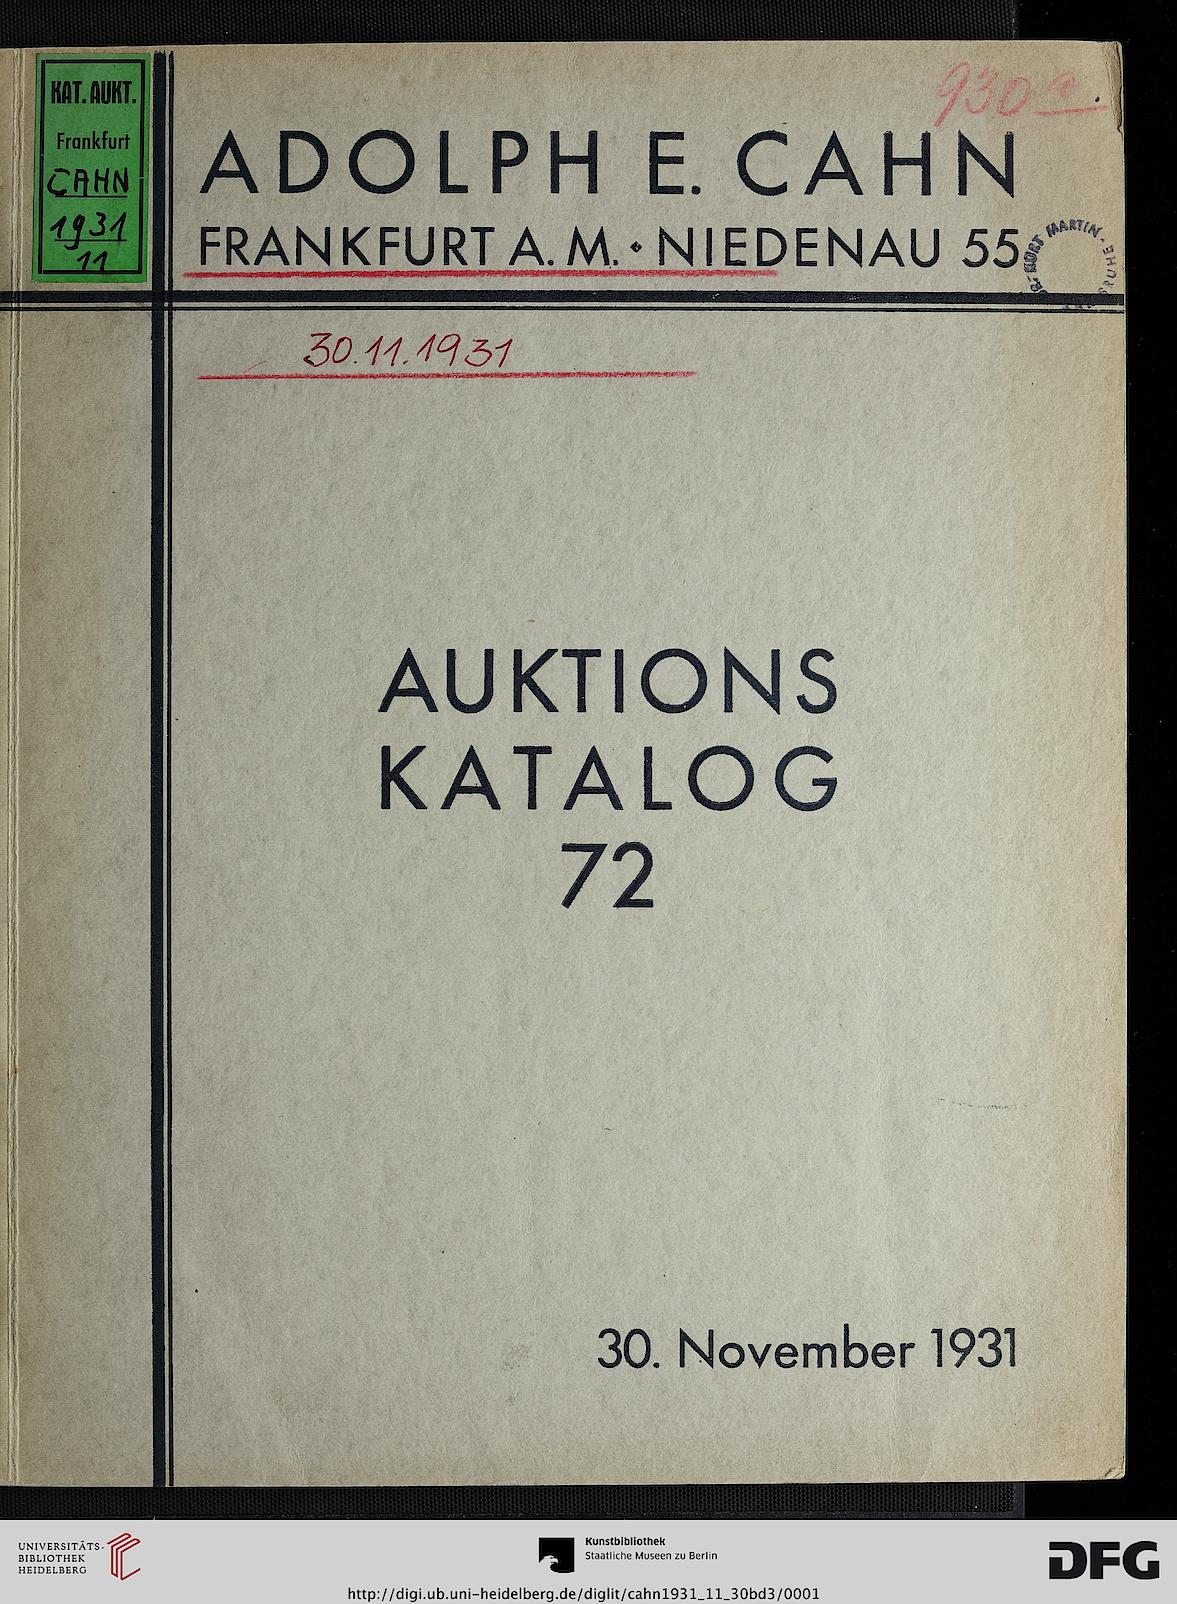 930 a.
KAT. AUKT.
Frankfurt
CAHN
1931
11
ADOLPH E. CAHN
FRANKFURT A. M. • NIEDENAU 55
KURT MARTIN -
30.11.1931
AUKTIONS
KATALOG
72
30. November 1931
UNIVERSITÄTS-
BIBLIOTHEK
HEIDELBERG
Kunstbibliothek
Staatliche Museen zu Berlin
DFG
http://digi.ub.uni-heidelberg.de/diglit/cahn1931_11_30bd3/0001